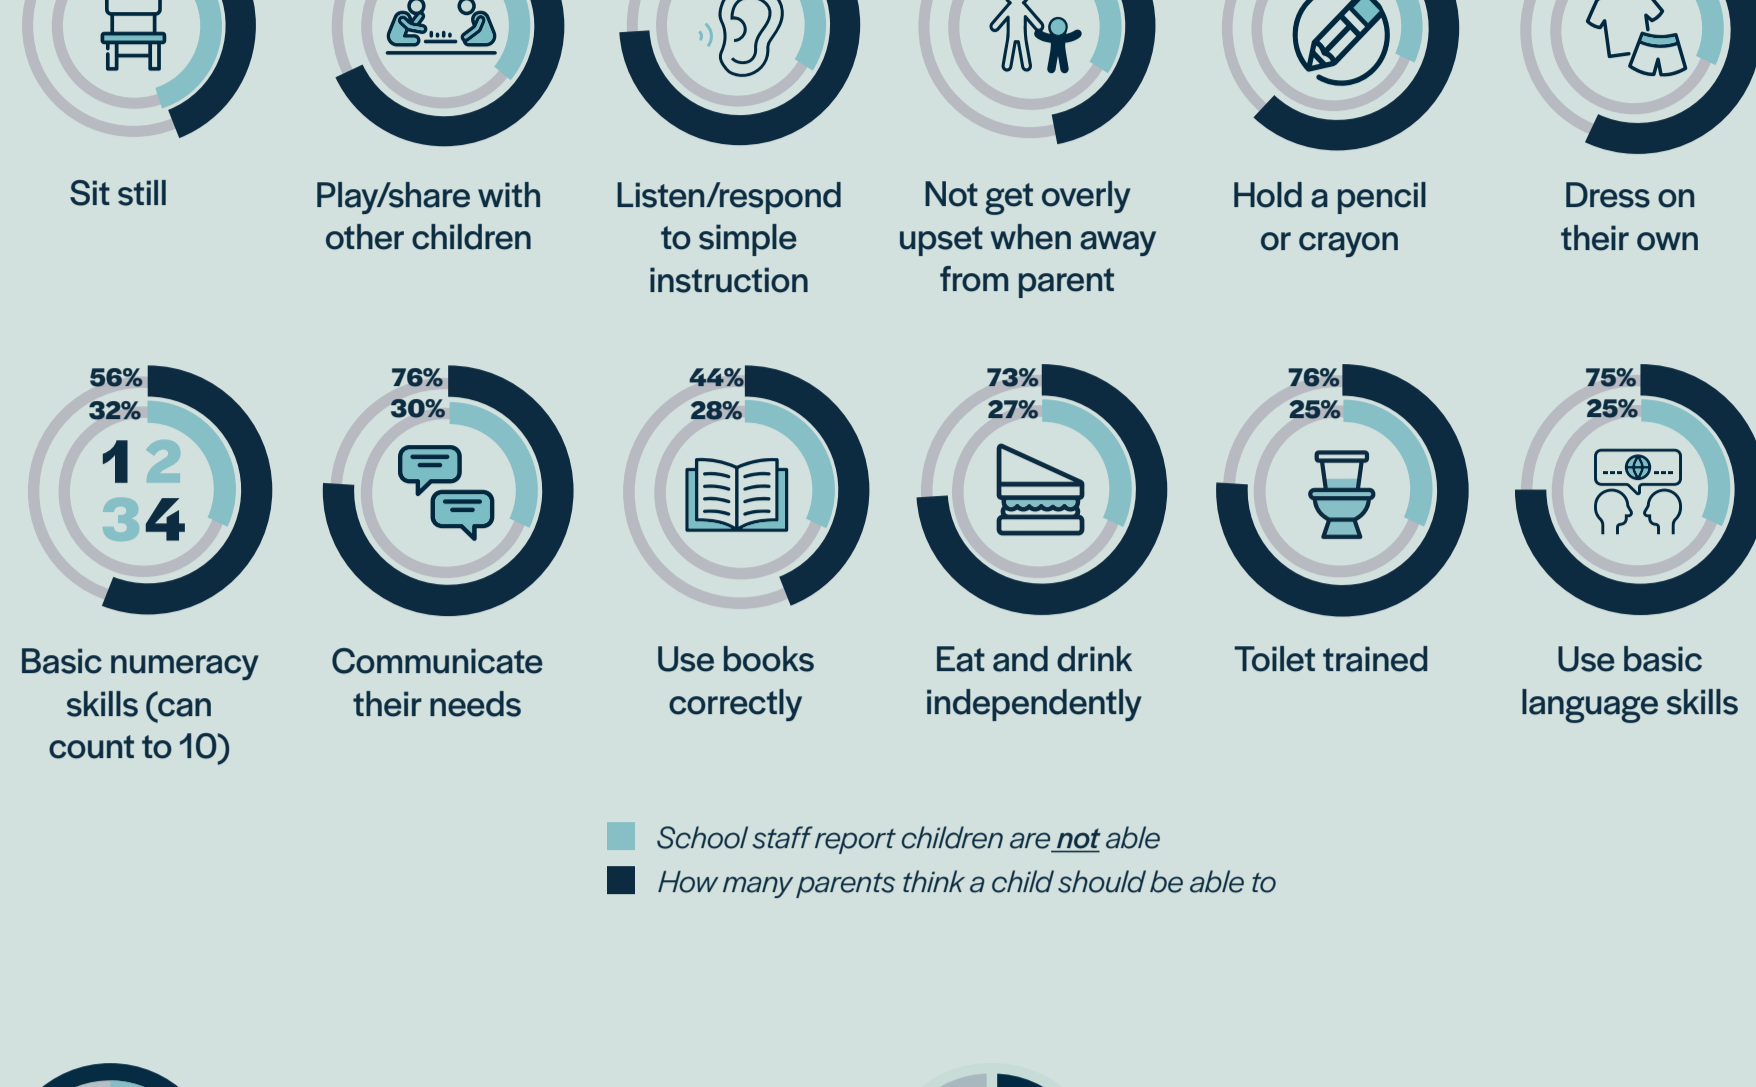 Sit still
Play/share with
other children
Listen/respond
to simple
instruction
Not get overly
upset when away
from parent
Hold a pencil
or crayon
Dress on
their own
56%
32%
1 2
3 4
Basic numeracy
skills (can
count to 10)
76%
30%
Communicate
their needs
44%
28%
Use books
correctly
73%
27%
Eat and drink
independently
76%
25%
Toilet trained
75%
25%
Use basic
language skills
School staff report children are not able
How many parents think a child should be able to